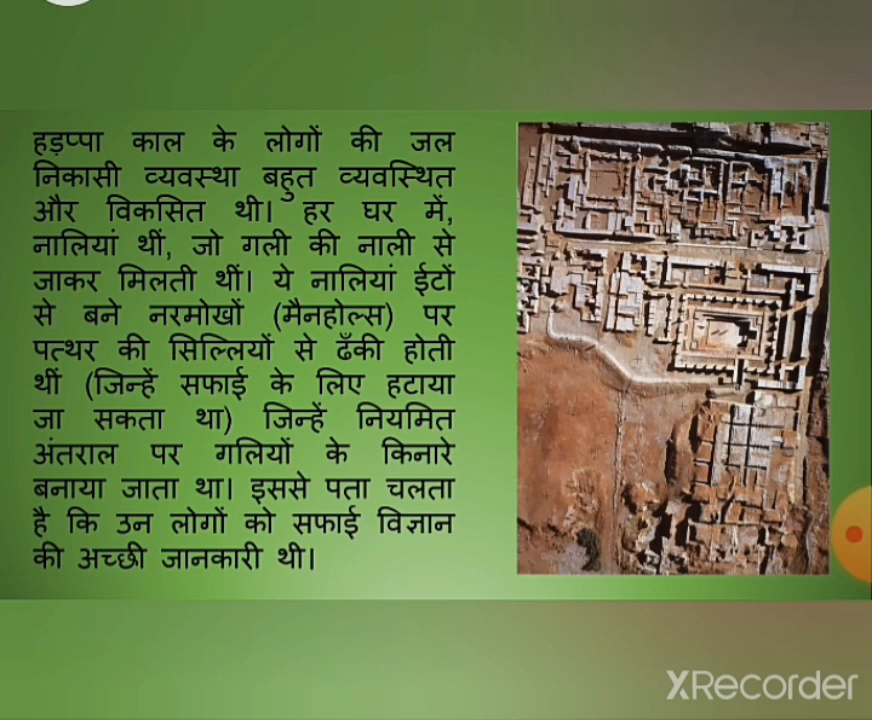 हड़प्पा काल के लोगों की जल
निकासी व्यवस्था बहुत व्यवस्थित
और विकसित थी। हर घर में,
नालियां थीं, जो गली की नाली से
जाकर मिलती थीं। ये नालियां ईटों
से बने नरमोखों (मैनहोल्स) पर
पत्थर की सिल्लियों से ढँकी होती
थीं (जिन्हें सफाई के लिए हटाया
जा सकता था) जिन्हें नियमित
अंतराल पर गलियों के किनारे
बनाया जाता था। इससे पता चलता
है कि उन लोगों को सफाई विज्ञान
की अच्छी जानकारी थी।
XRecorder